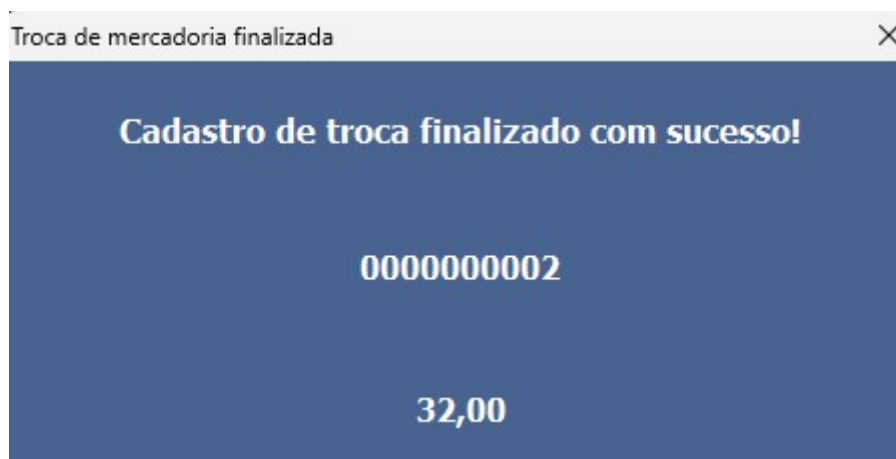 Troca de mercadoria finalizada
Cadastro de troca finalizado com sucesso!
0000000002
32,00